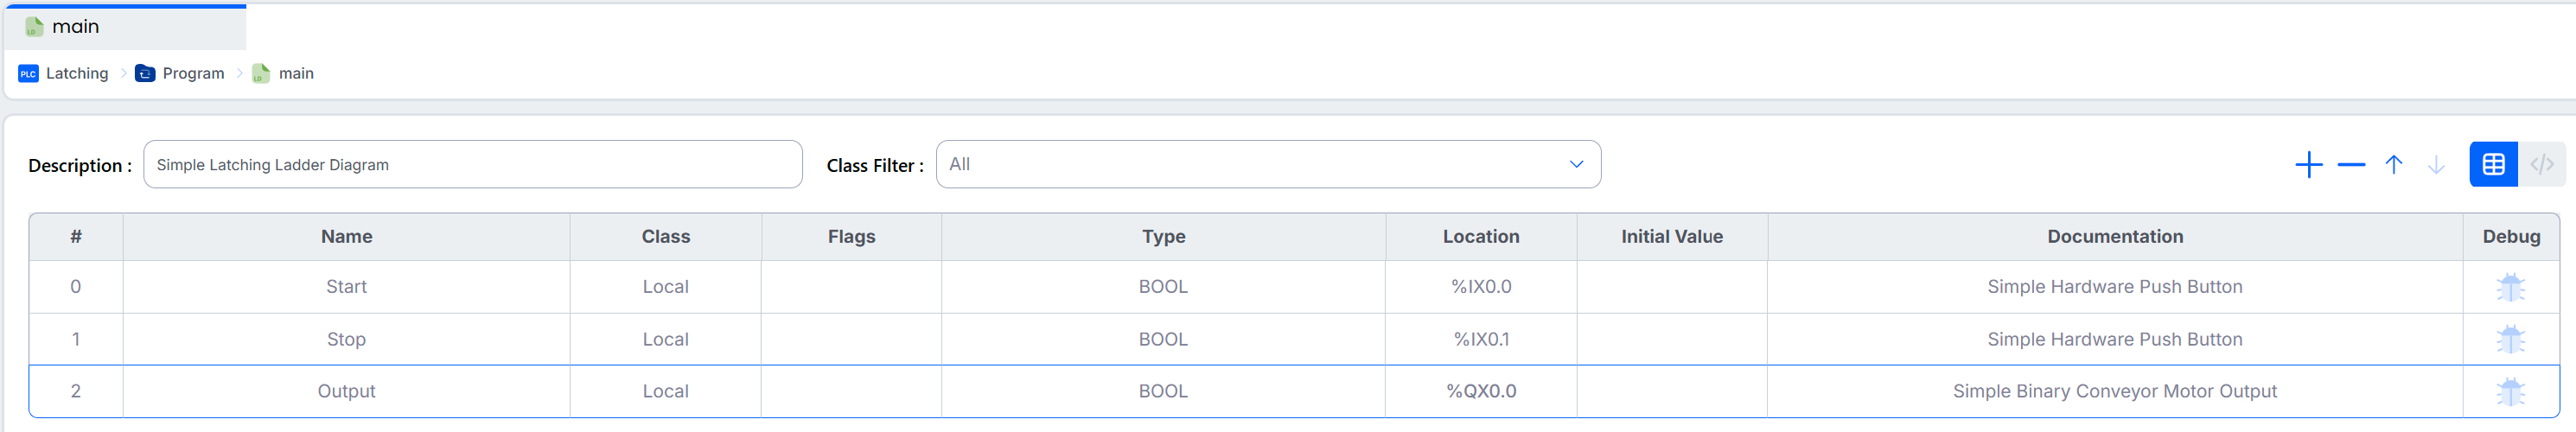 main
Latching > Program > main
Description : Simple Latching Ladder Diagram Class Filter : All
# Name Class Flags Type Location Initial Value Documentation Debug
0 Start Local BOOL %IX0.0 Simple Hardware Push Button
1 Stop Local BOOL %IX0.1 Simple Hardware Push Button
2 Output Local BOOL %QX0.0 Simple Binary Conveyor Motor Output